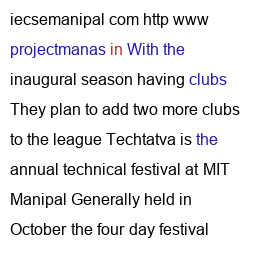 iecsemanipal com http www
projectmanas in With the
inaugural season having clubs
They plan to add two more clubs
to the league Techtatva is the
annual technical festival at MIT
Manipal Generally held in
October the four day festival